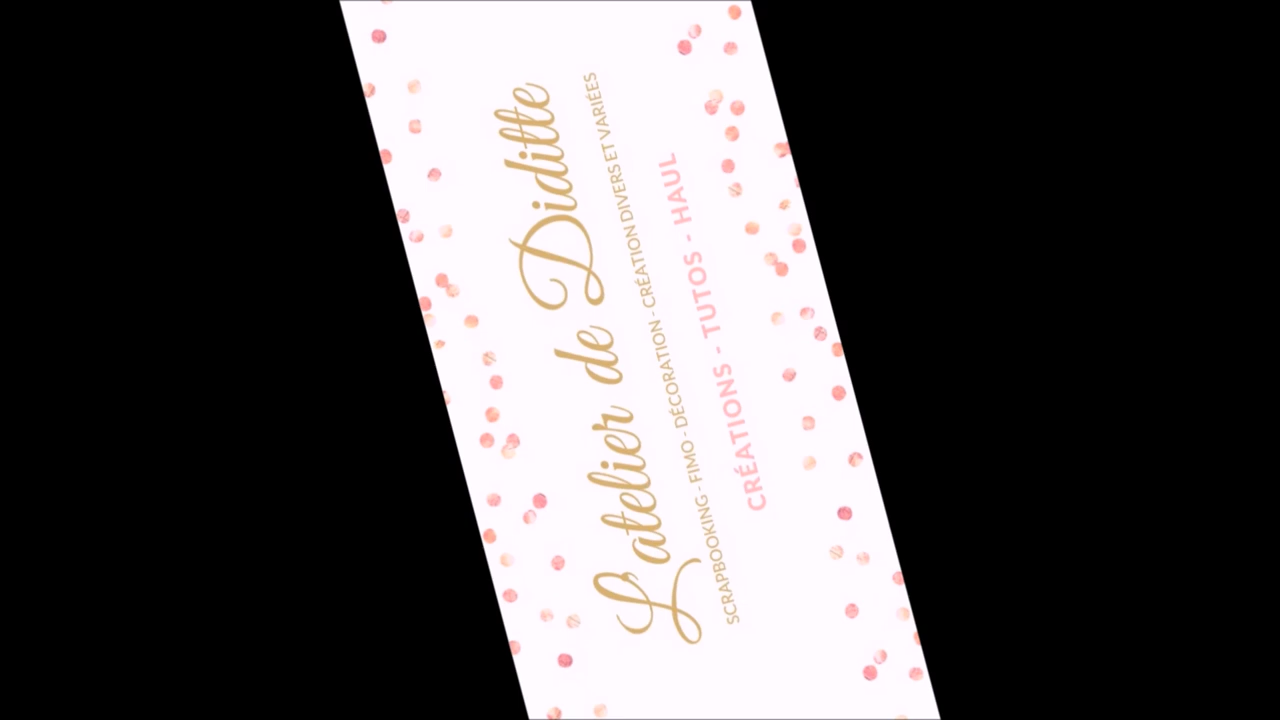 L'atelier de Diditte
SCRAPBOOKING - FIMO - DÉCORATION - CRÉATION DIVERS ET VARIÉES
CRÉATIONS - TUTOS - HAUL